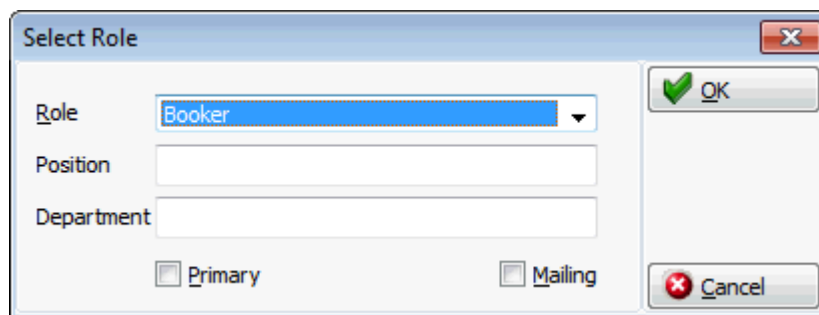 Select Role
Role Booker
OK
Position
Department
Primary Mailing
Cancel